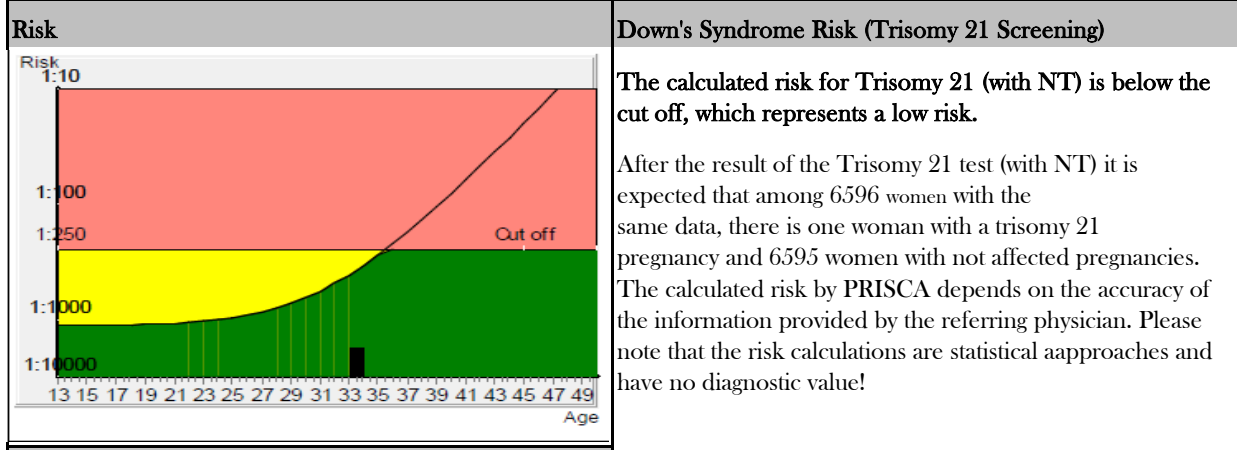 Risk
Down's Syndrome Risk (Trisomy 21 Screening)
Risk
1:10
1:100
1:250
Cut off
1:1000
1:10000
13 15 17 19 21 23 25 27 29 31 33 35 37 39 41 43 45 47 49
Age
The calculated risk for Trisomy 21 (with NT) is below the
cut off, which represents a low risk.
After the result of the Trisomy 21 test (with NT) it is
expected that among 6596 women with the
same data, there is one woman with a trisomy 21
pregnancy and 6595 women with not affected pregnancies.
The calculated risk by PRISCA depends on the accuracy of
the information provided by the referring physician. Please
note that the risk calculations are statistical aapproaches and
have no diagnostic value!